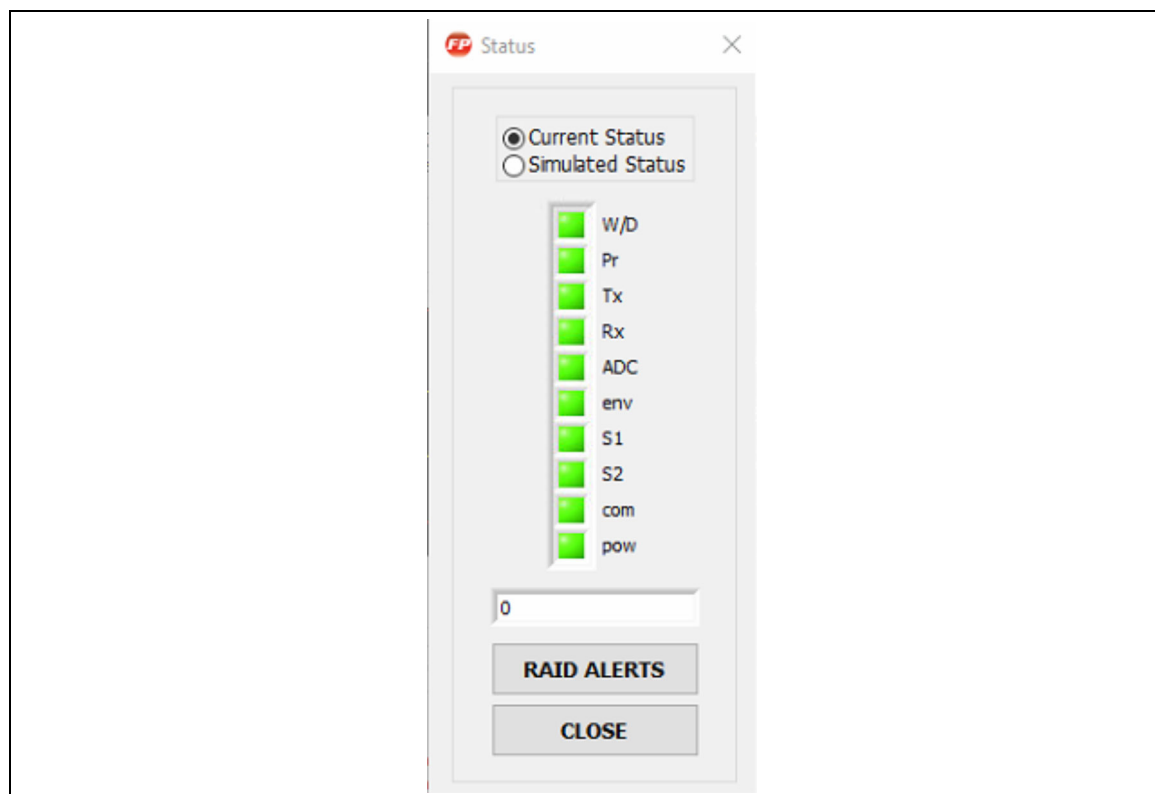 FP Status
Current Status
Simulated Status
W/D
Pr
Tx
Rx
ADC
env
S1
S2
com
pow
0
RAID ALERTS
CLOSE